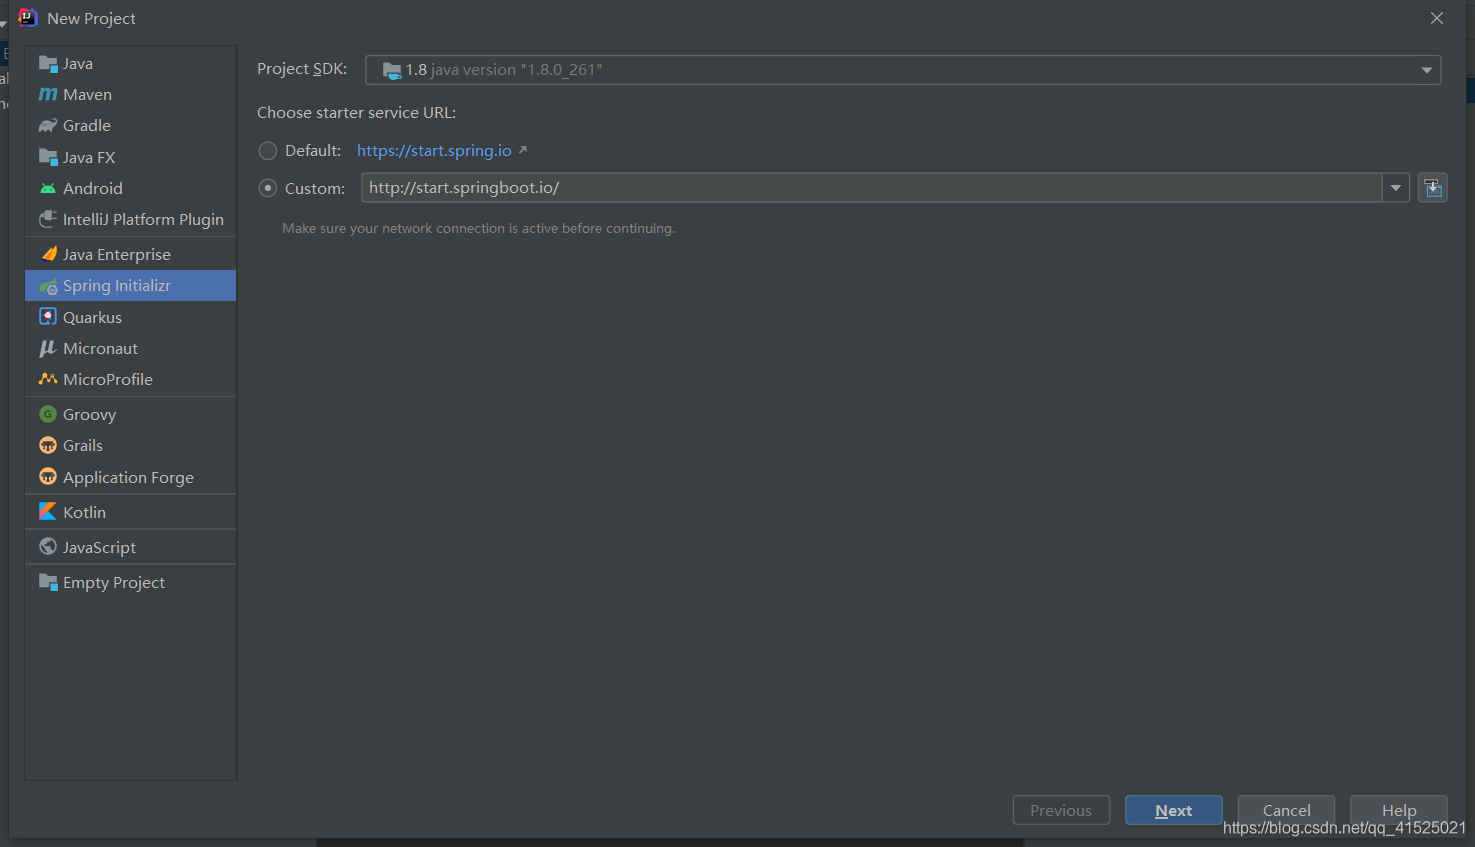 New Project
Java
Maven
Gradle
Java FX
Android
IntelliJ Platform Plugin
Java Enterprise
Spring Initializr
Quarkus
Micronaut
MicroProfile
Groovy
Grails
Application Forge
Kotlin
JavaScript
Empty Project
Project SDK: 1.8 java version "1.8.0_261"
Choose starter service URL:
Default: https://start.spring.io
Custom: http://start.springboot.io/
Make sure your network connection is active before continuing.
Previous Next Cancel Help
https://blog.csdn.net/qq_41525021